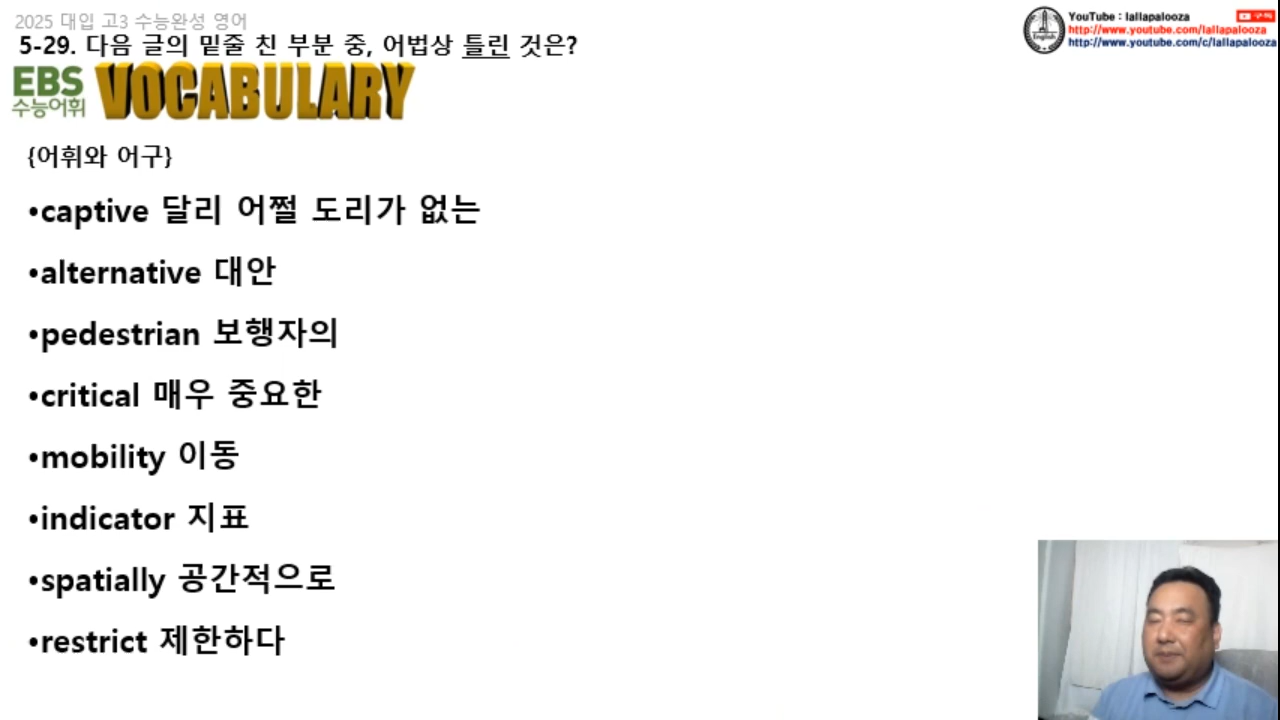 2025 대입 고3 수능완성 영어
5-29. 다음 글의 밑줄 친 부분 중, 어법상 틀린 것은?
EBS
수능어휘
VOCABULARY
YouTube : lallapalooza
구독
http://www.youtube.com/lallapalooza
http://www.youtube.com/c/lallapalooza
English
{어휘와 어구}
•captive 달리 어쩔 도리가 없는
•alternative 대안
•pedestrian 보행자의
•critical 매우 중요한
•mobility 이동
•indicator 지표
•spatially 공간적으로
•restrict 제한하다